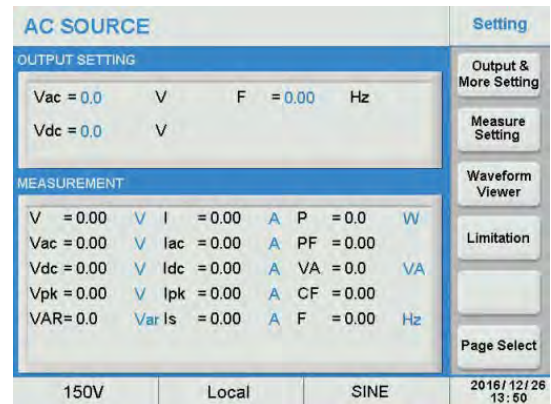 AC SOURCE
Setting
OUTPUT SETTING
Vac = 0.0 V F = 0.00 Hz
Vdc = 0.0 V
Output &
More Setting
Measure
Setting
MEASUREMENT
Waveform
Viewer
V = 0.00 V I = 0.00 A P = 0.0 W
Vac = 0.00 V Iac = 0.00 A PF = 0.00
Limitation
Vdc = 0.00 V Idc = 0.00 A VA = 0.0 VA
Vpk = 0.00 V Ipk = 0.00 A CF = 0.00
VAR= 0.0 Var Is = 0.00 A F = 0.00 Hz
Page Select
150V Local SINE
2016/12/26
13:50